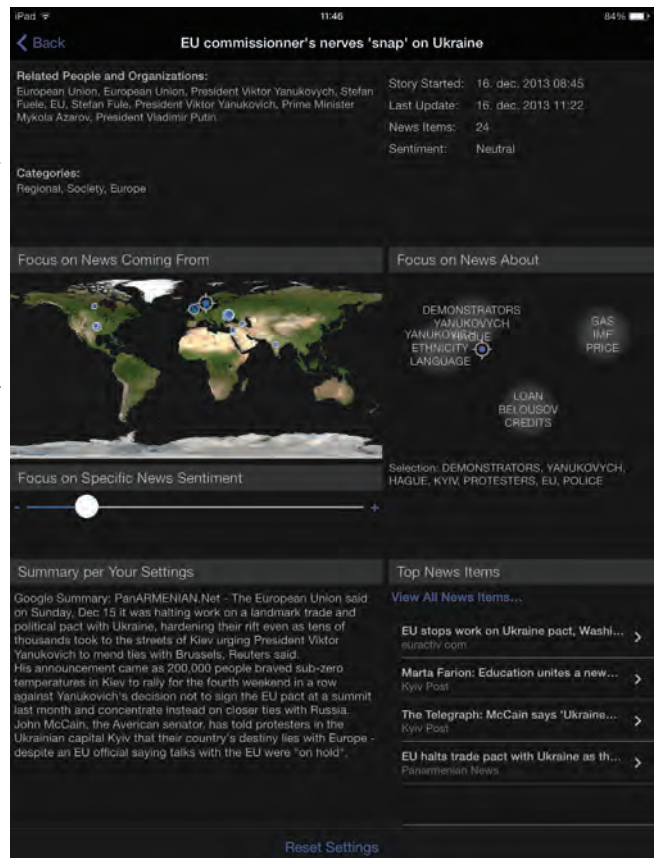 iPad 11:46 84%
Back EU commissionner's nerves 'snap' on Ukraine
Related People and Organizations:
European Union, European Union, President Viktor Yanukovych, Stefan
Fuele, EU, Stefan Fule, President Viktor Yanukovich, Prime Minister
Mykola Azarov, President Vladimir Putin
Categories:
Regional, Society, Europe
Story Started: 16. dec. 2013 08:45
Last Update: 16. dec. 2013 11:22
News Items: 24
Sentiment: Neutral
Focus on News Coming From
Focus on News About
DEMONSTRATORS
YANUKOVYCH
YANUKOVICH
HAGUE
ETHNICITY
LANGUAGE
GAS
IMF
PRICE
LOAN
BELOUSOV
CREDITS
Selection: DEMONSTRATORS, YANUKOVYCH,
HAGUE, KYIV, PROTESTERS, EU, POLICE
Focus on Specific News Sentiment
- +
Summary per Your Settings
Google Summary: PanARMENIAN.Net - The European Union said
on Sunday, Dec 15 it was halting work on a landmark trade and
political pact with Ukraine, hardening their rift even as tens of
thousands took to the streets of Kiev urging President Viktor
Yanukovich to mend ties with Brussels, Reuters said.
His announcement came as 200,000 people braved sub-zero
temperatures in Kiev to rally for the fourth weekend in a row
against Yanukovich's decision not to sign the EU pact at a summit
last month and concentrate instead on closer ties with Russia.
John McCain, the Averican senator, has told protesters in the
Ukrainian capital Kyiv that their country's destiny lies with Europe -
despite an EU official saying talks with the EU were "on hold".
Top News Items
View All News Items...
EU stops work on Ukraine pact, Washi...
euractiv com
Marta Farion: Education unites a new...
Kyiv Post
The Telegraph: McCain says 'Ukraine...
Kyiv Post
EU halts trade pact with Ukraine as th...
Panarmenian News
Reset Settings